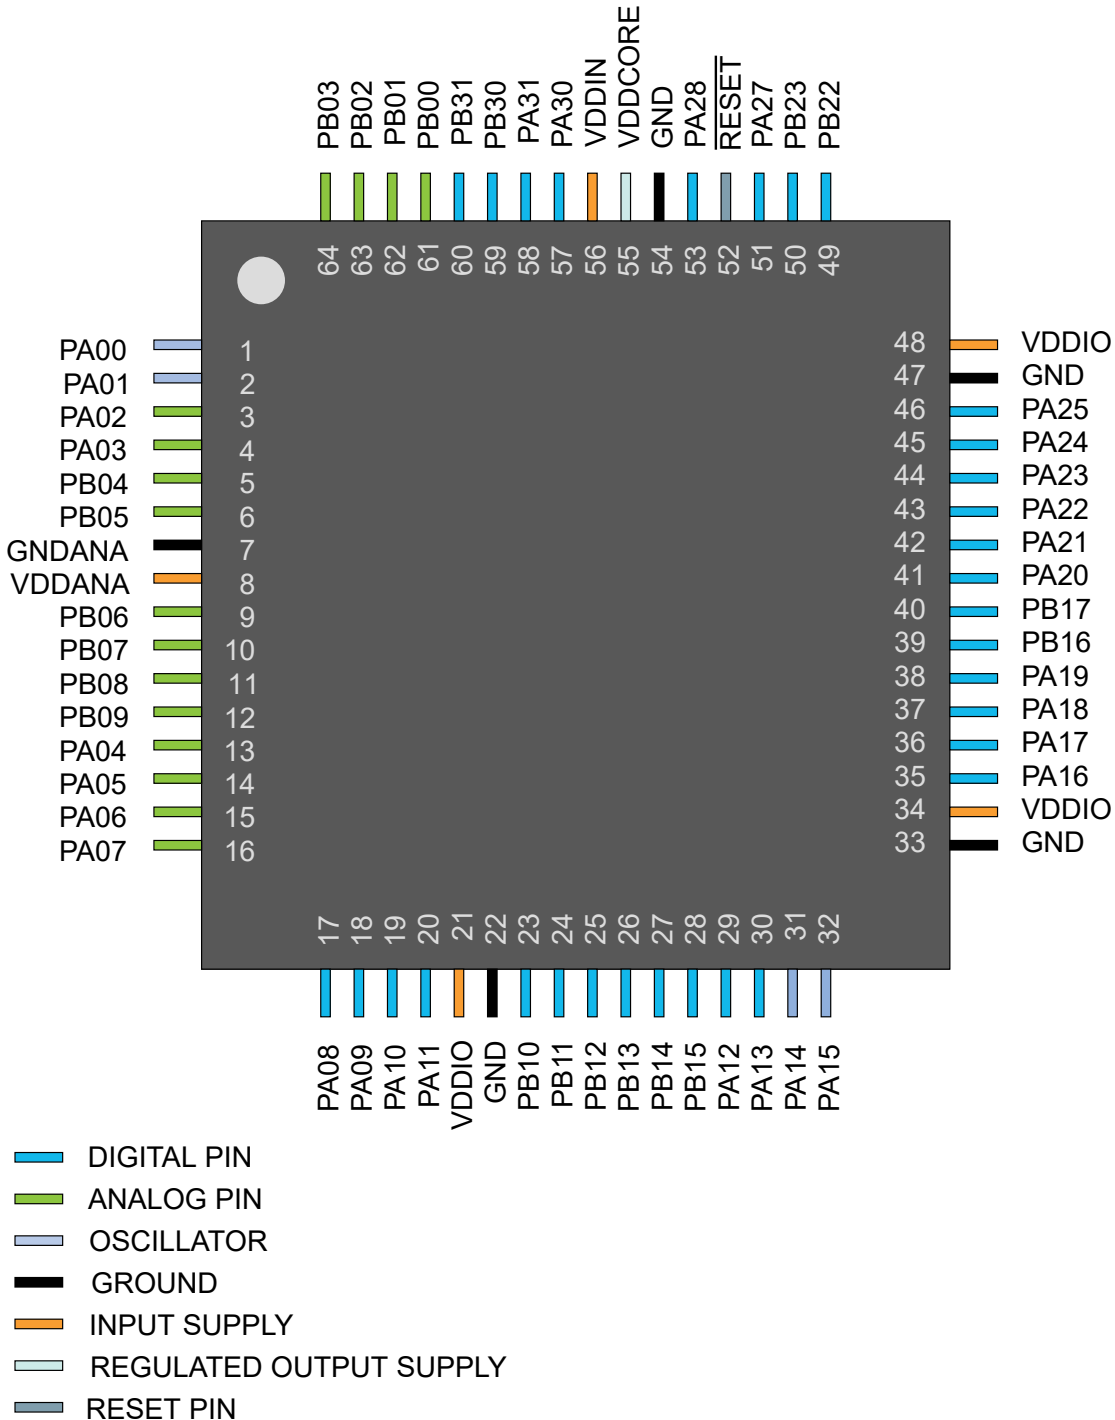 PB03
PB02
PB01
PB00
PB31
PB30
PA31
PA30
VDDIN
VDDCORE
GND
PA28
RESET
PA27
PB23
PB22
64
63
62
61
60
59
58
57
56
55
54
53
52
51
50
49
PA00 1
PA01 2
PA02 3
PA03 4
PB04 5
PB05 6
GNDANA 7
VDDANA 8
PB06 9
PB07 10
PB08 11
PB09 12
PA04 13
PA05 14
PA06 15
PA07 16
48 VDDIO
47 GND
46 PA25
45 PA24
44 PA23
43 PA22
42 PA21
41 PA20
40 PB17
39 PB16
38 PA19
37 PA18
36 PA17
35 PA16
34 VDDIO
33 GND
17
18
19
20
21
22
23
24
25
26
27
28
29
30
31
32
PA08
PA09
PA10
PA11
VDDIO
GND
PB10
PB11
PB12
PB13
PB14
PB15
PA12
PA13
PA14
PA15
DIGITAL PIN
ANALOG PIN
OSCILLATOR
GROUND
INPUT SUPPLY
REGULATED OUTPUT SUPPLY
RESET PIN